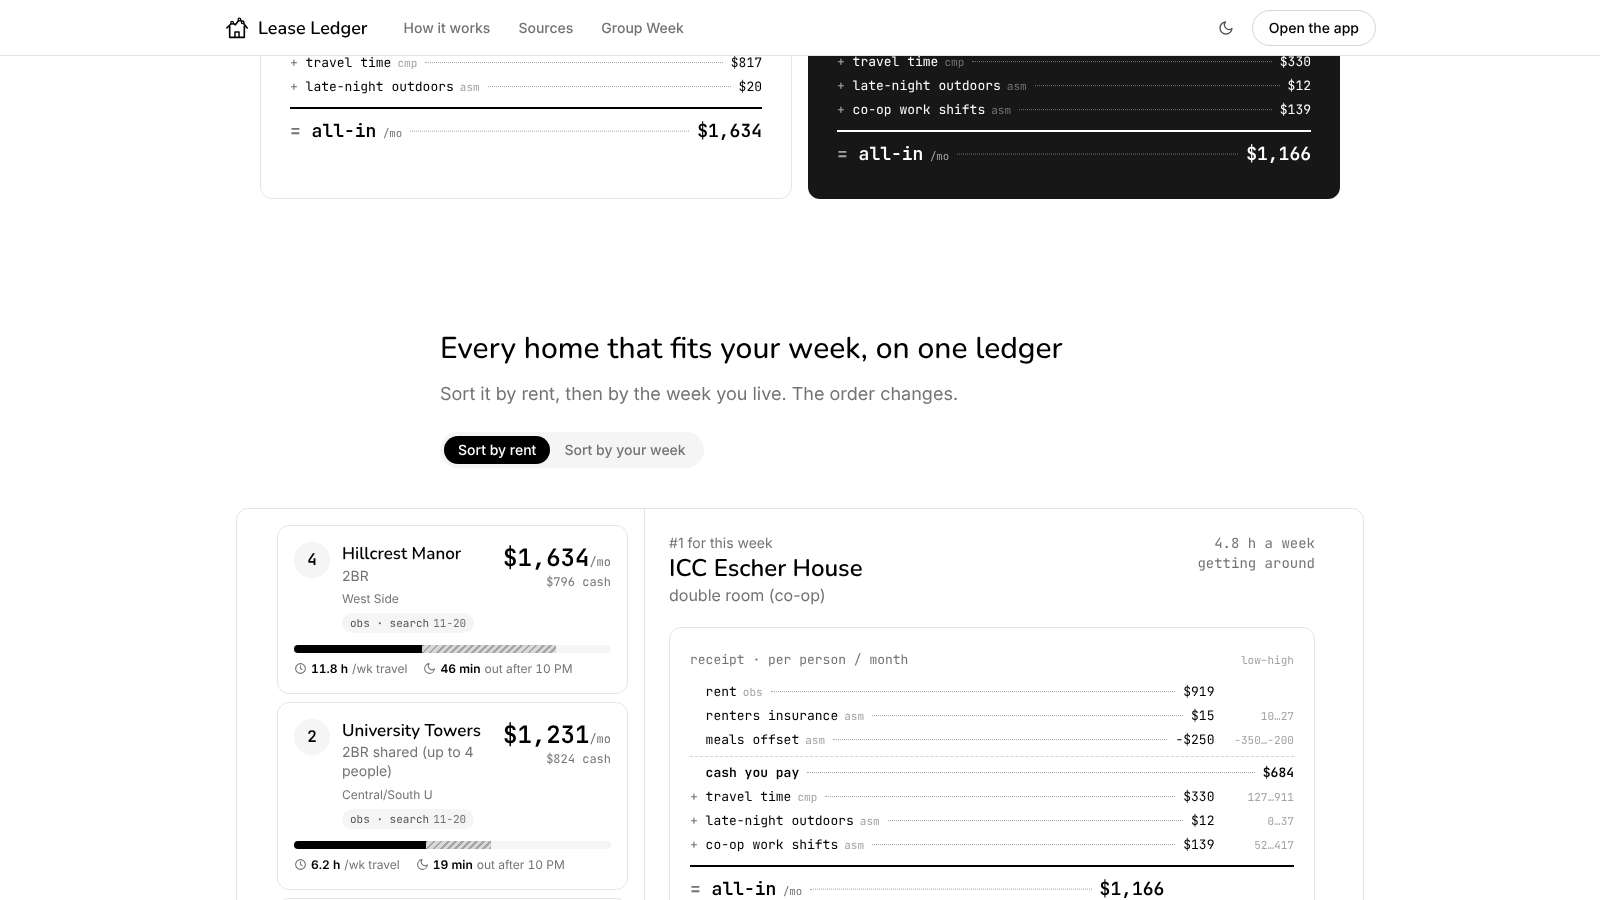 Lease Ledger
How it works
Sources
Group Week
Open the app
+ travel time cmp $817
+ late-night outdoors asm $20
= all-in /mo $1,634
+ travel time cmp $330
+ late-night outdoors asm $12
+ co-op work shifts asm $139
= all-in /mo $1,166
Every home that fits your week, on one ledger
Sort it by rent, then by the week you live. The order changes.
Sort by rent
Sort by your week
4
Hillcrest Manor
2BR
West Side
obs · search 11-20
$1,634/mo
$796 cash
11.8 h /wk travel
46 min out after 10 PM
2
University Towers
2BR shared (up to 4
people)
Central/South U
obs · search 11-20
$1,231/mo
$824 cash
6.2 h /wk travel
19 min out after 10 PM
#1 for this week
ICC Escher House
double room (co-op)
4.8 h a week
getting around
receipt · per person / month low–high
rent obs $919
renters insurance asm $15 10…27
meals offset asm -$250 -350…-200
cash you pay $684
+ travel time cmp $330 127…911
+ late-night outdoors asm $12 0…37
+ co-op work shifts asm $139 52…417
= all-in /mo $1,166